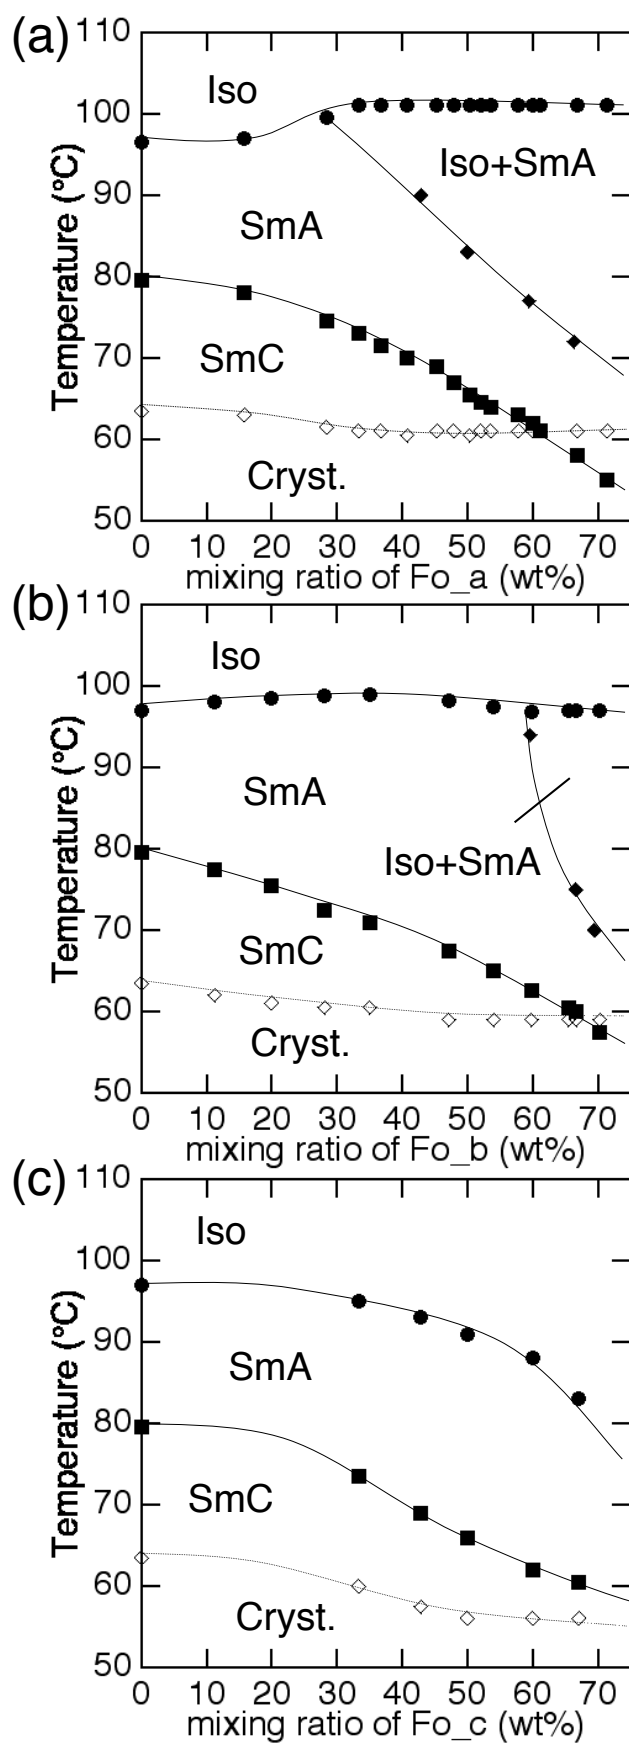 (a)
110
100
90
80
70
60
50
Temperature (°C)
Iso
Iso+SmA
SmA
SmC
Cryst.
0 10 20 30 40 50 60 70
mixing ratio of Fo_a (wt%)
(b)
110
100
90
80
70
60
50
Temperature (°C)
Iso
SmA
Iso+SmA
SmC
Cryst.
0 10 20 30 40 50 60 70
mixing ratio of Fo_b (wt%)
(c)
110
100
90
80
70
60
50
Temperature (°C)
Iso
SmA
SmC
Cryst.
0 10 20 30 40 50 60 70
mixing ratio of Fo_c (wt%)